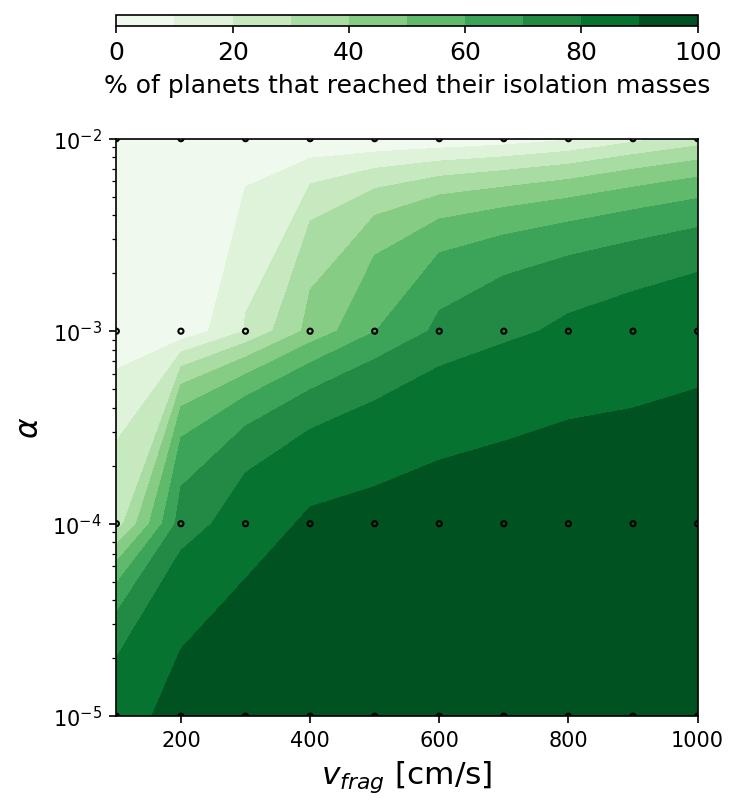 0 20 40 60 80 100
% of planets that reached their isolation masses
10⁻²
10⁻³
α
10⁻⁴
10⁻⁵
200 400 600 800 1000
v_frag [cm/s]